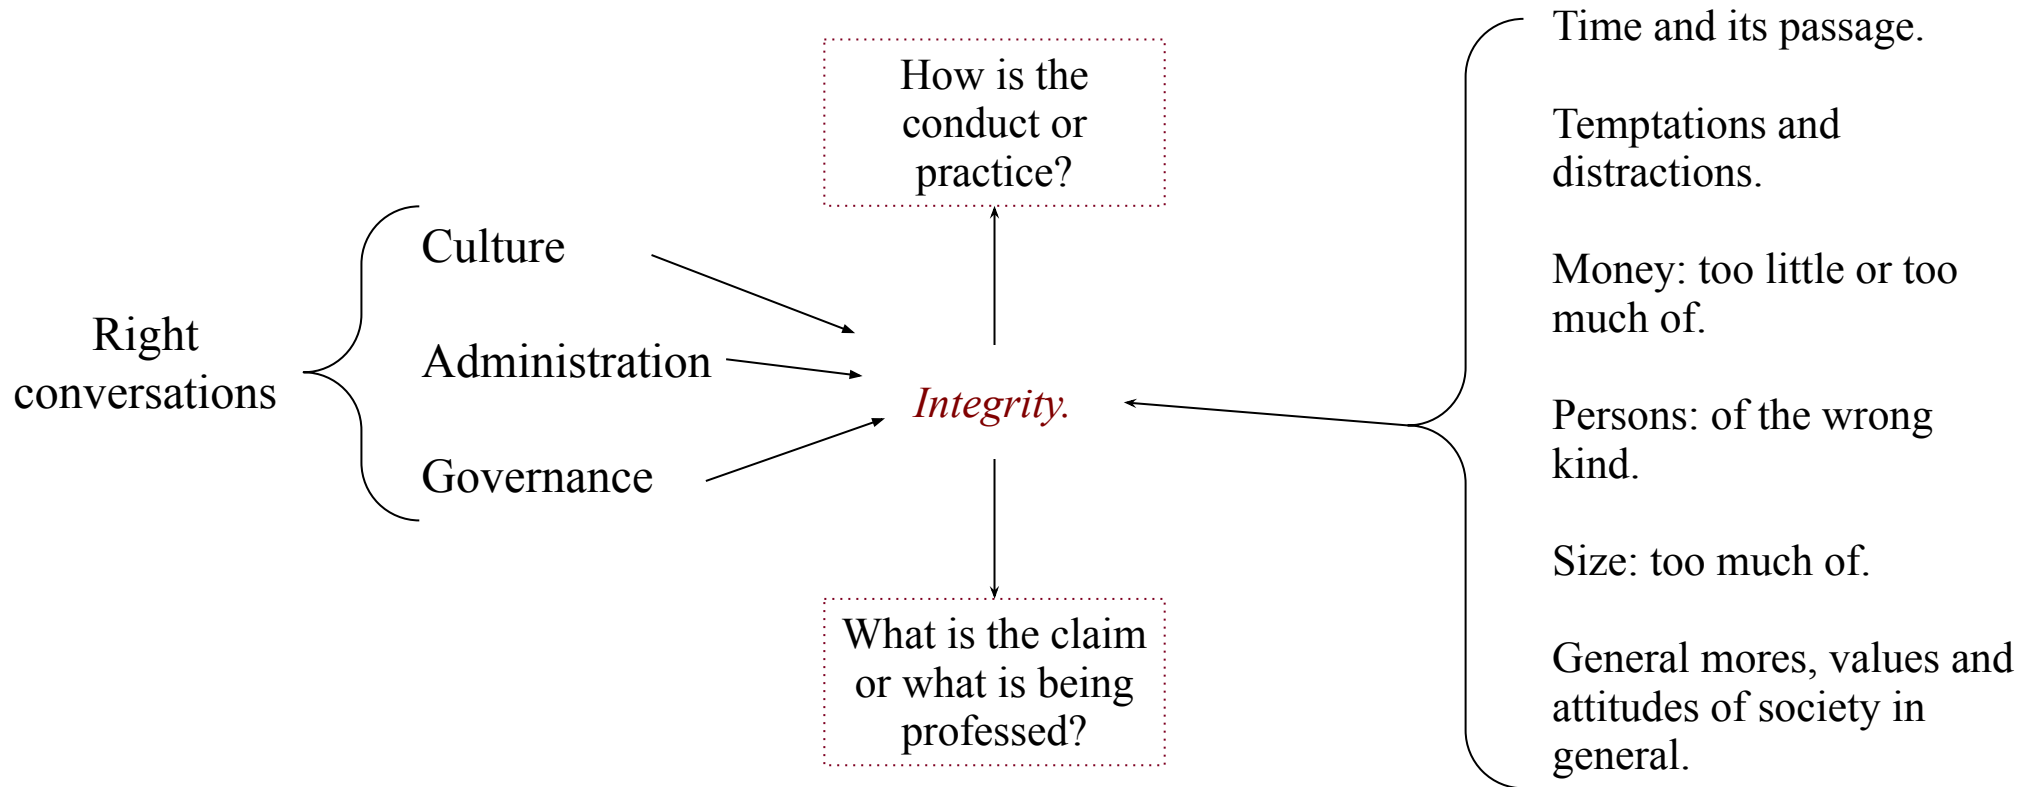 Right
conversations
Culture
Administration
Governance
How is the
conduct or
practice?
Integrity.
What is the claim
or what is being
professed?
Time and its passage.
Temptations and
distractions.
Money: too little or too
much of.
Persons: of the wrong
kind.
Size: too much of.
General mores, values and
attitudes of society in
general.